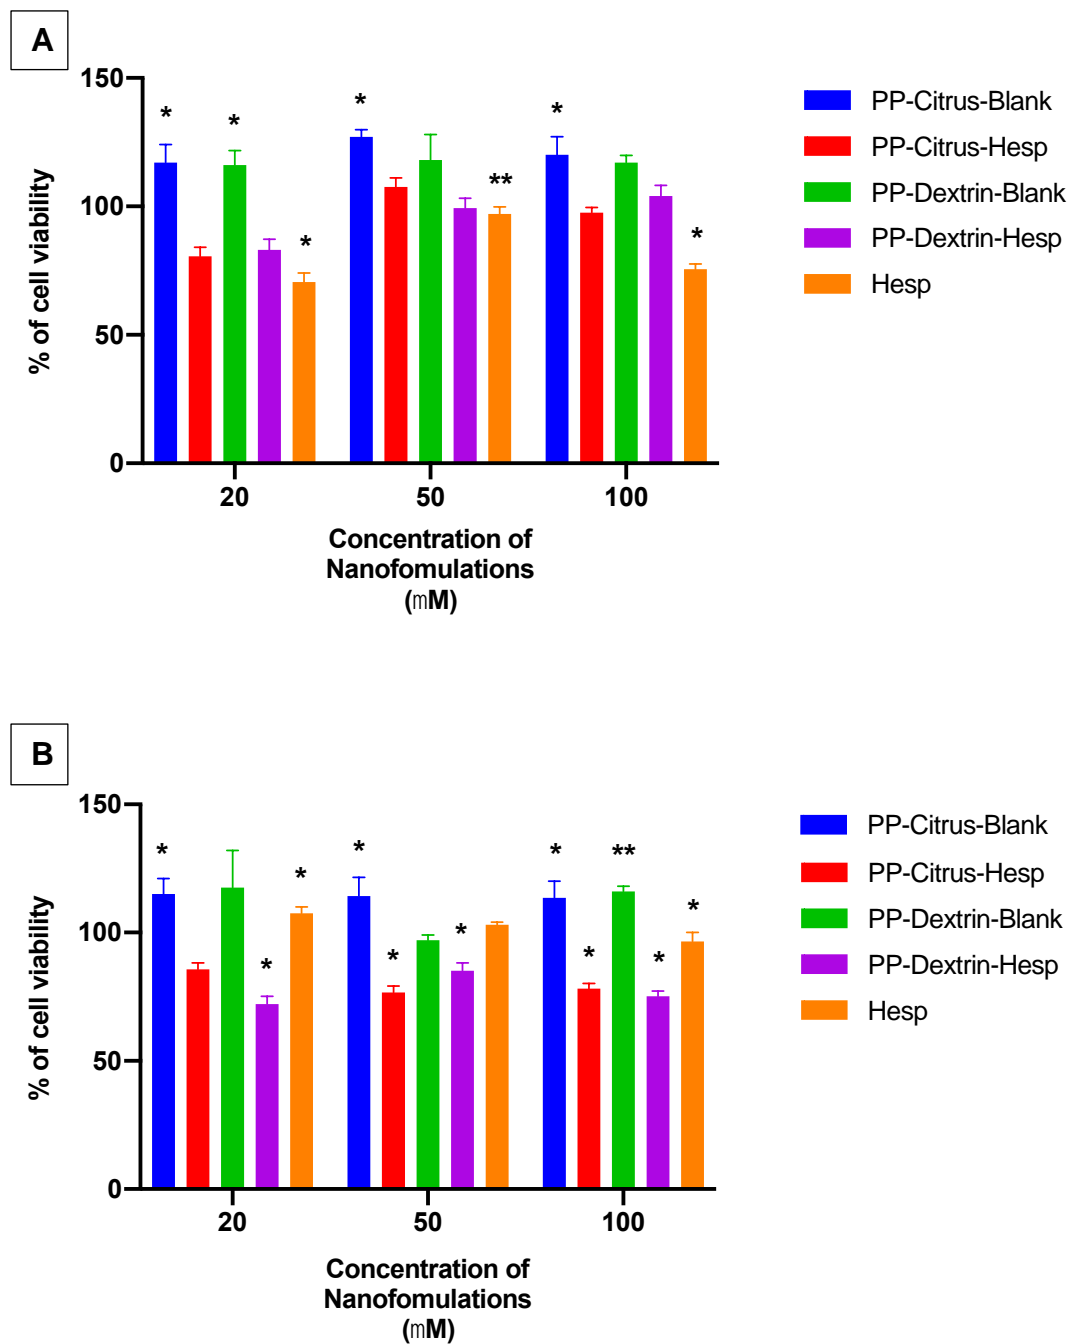 A
150
100
50
0
% of cell viability
*
*
*
*
**
*
*
20
50
100
Concentration of
Nanofomulations
(mM)
PP-Citrus-Blank
PP-Citrus-Hesp
PP-Dextrin-Blank
PP-Dextrin-Hesp
Hesp
B
150
100
50
0
% of cell viability
*
*
*
*
*
*
*
*
**
*
*
20
50
100
Concentration of
Nanofomulations
(mM)
PP-Citrus-Blank
PP-Citrus-Hesp
PP-Dextrin-Blank
PP-Dextrin-Hesp
Hesp